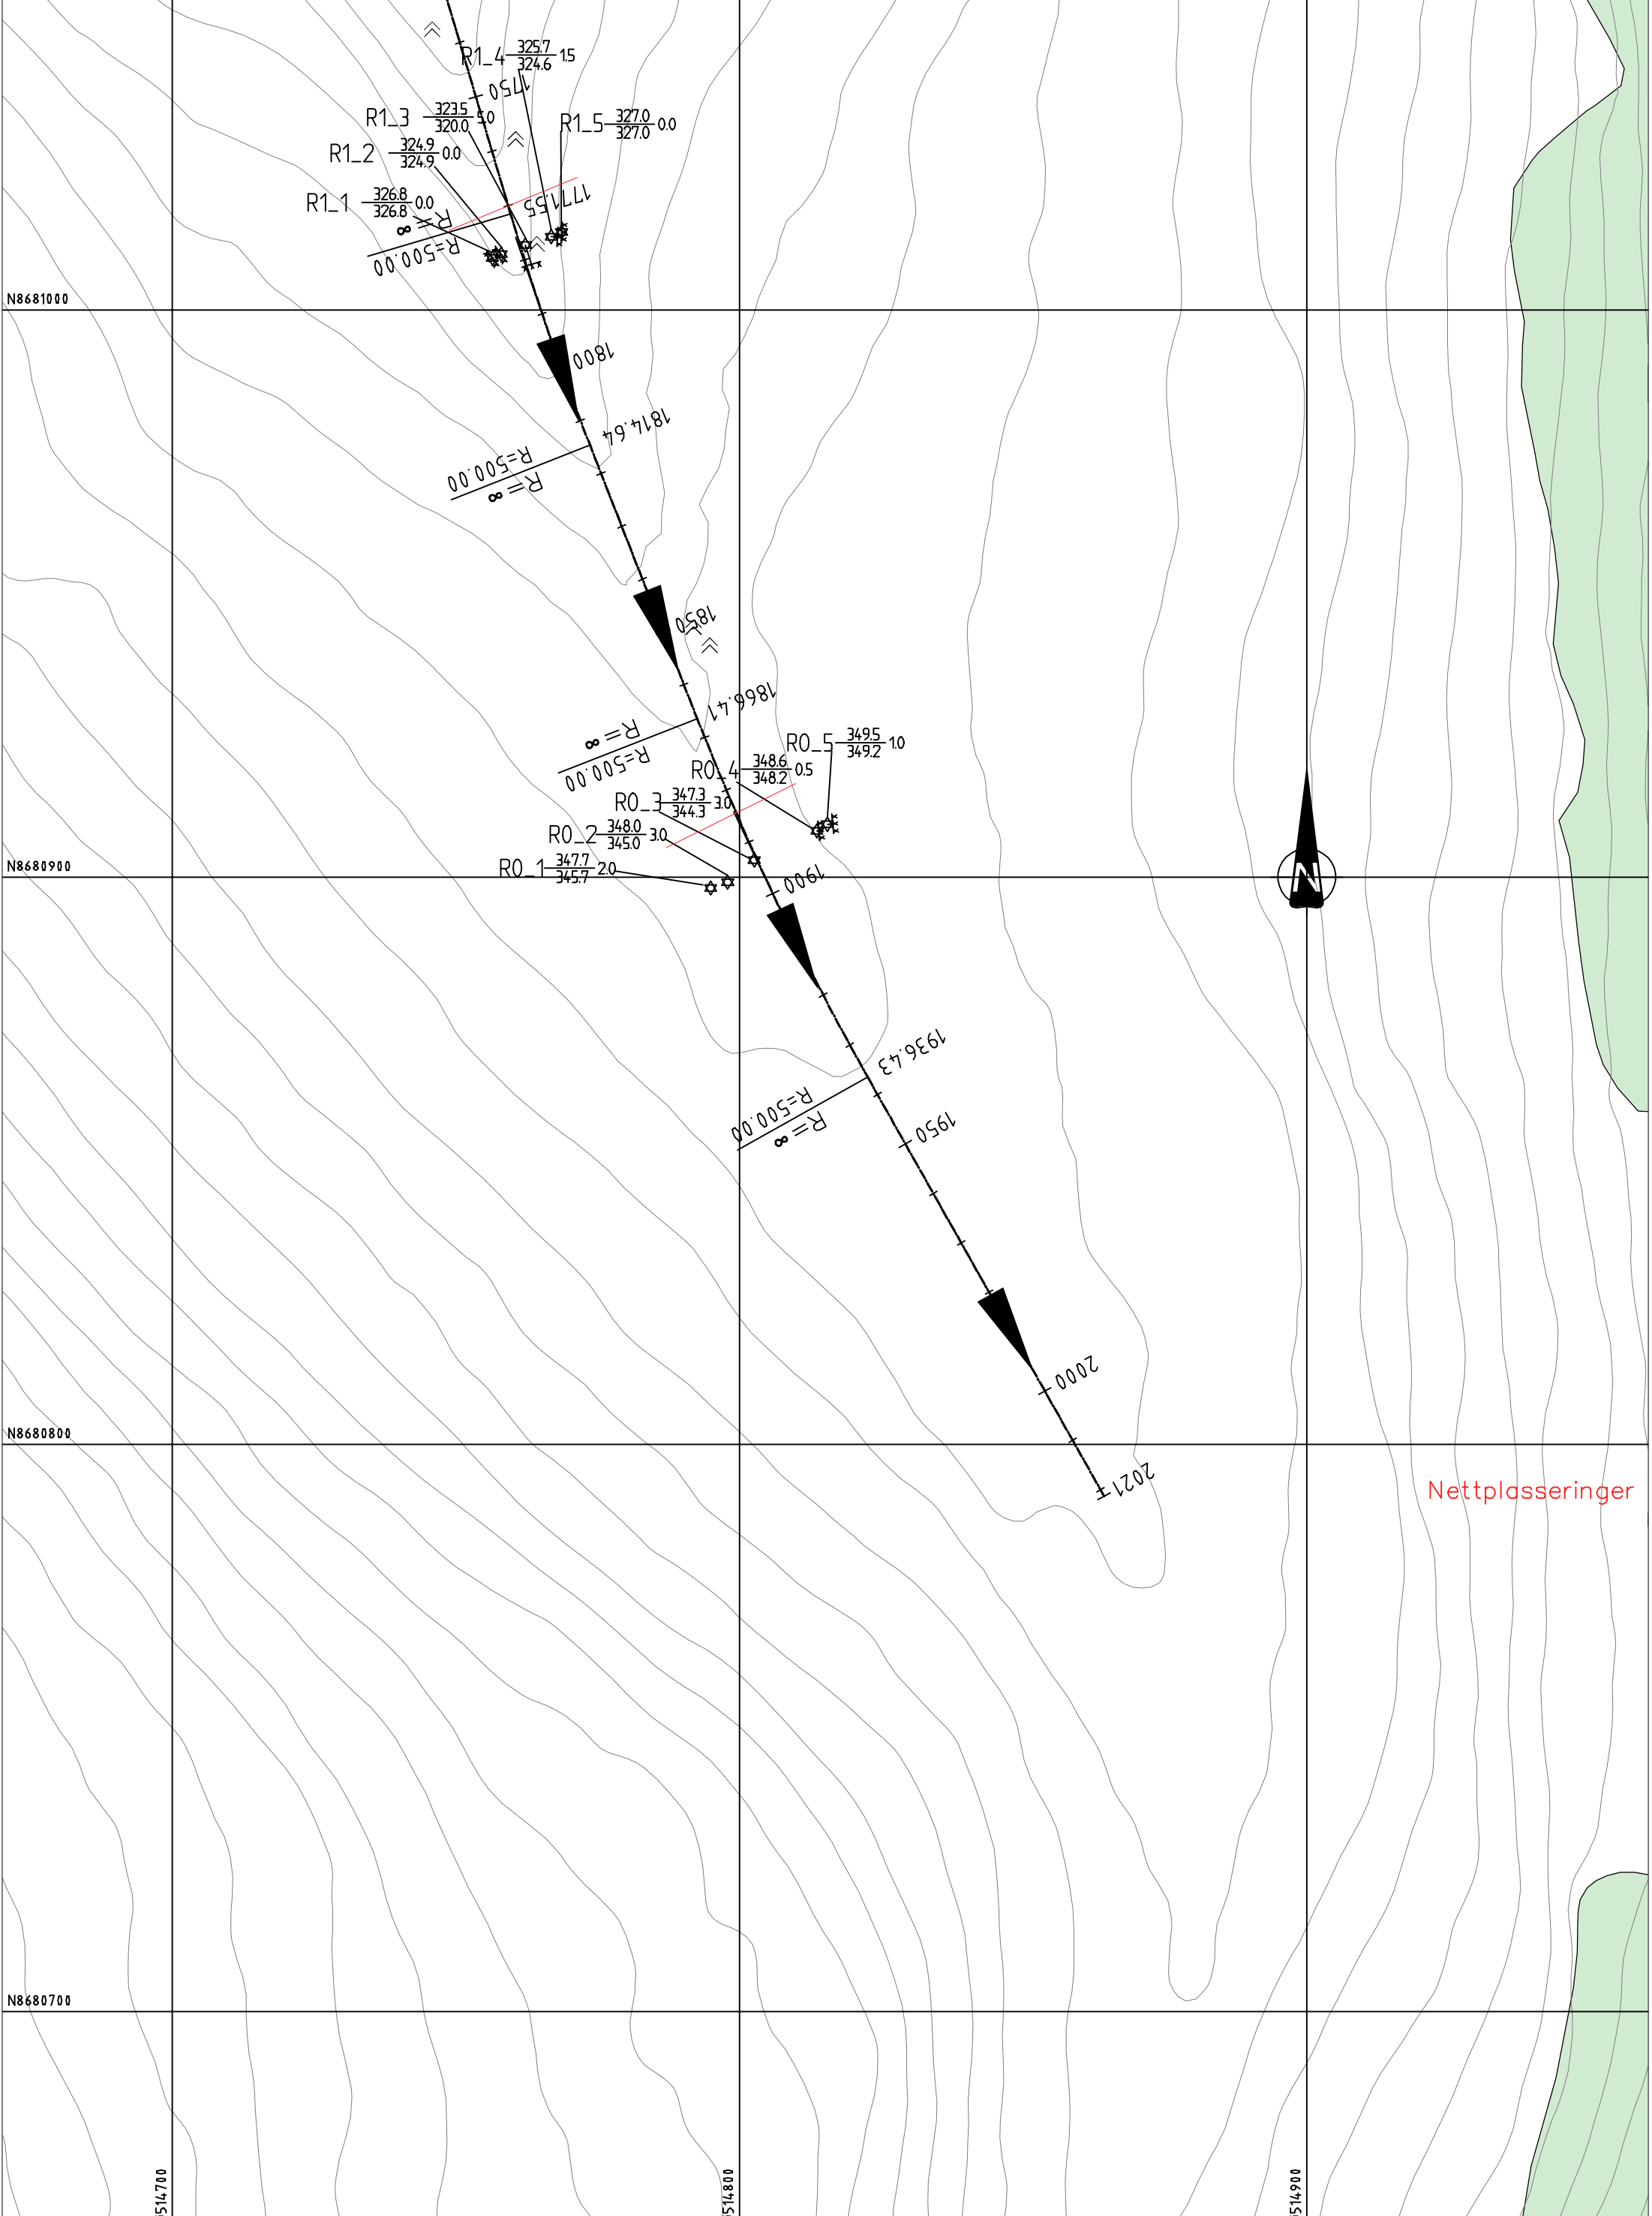 R1_4 325.7 1.5
324.6
1750
R1_3 323.5 5.0
320.0
R1_5 327.0 0.0
327.0
R1_2 324.9 0.0
324.9
R1_1 326.8 0.0
326.8
1771.55
R=∞
R=500.00
N8681000
1800
1814.64
R=500.00
R=∞
1850
1866.41
R=∞
R=500.00
R0_5 349.5 1.0
349.2
R0_4 348.6 0.5
348.2
R0_3 347.3 3.0
344.3
R0_2 348.0 3.0
345.0
R0_1 347.7 2.0
345.7
N8680900
1900
N
1936.43
R=500.00
R=∞
1950
2000
N8680800
2021
Nettplasseringer
N8680700
514700
514800
514900